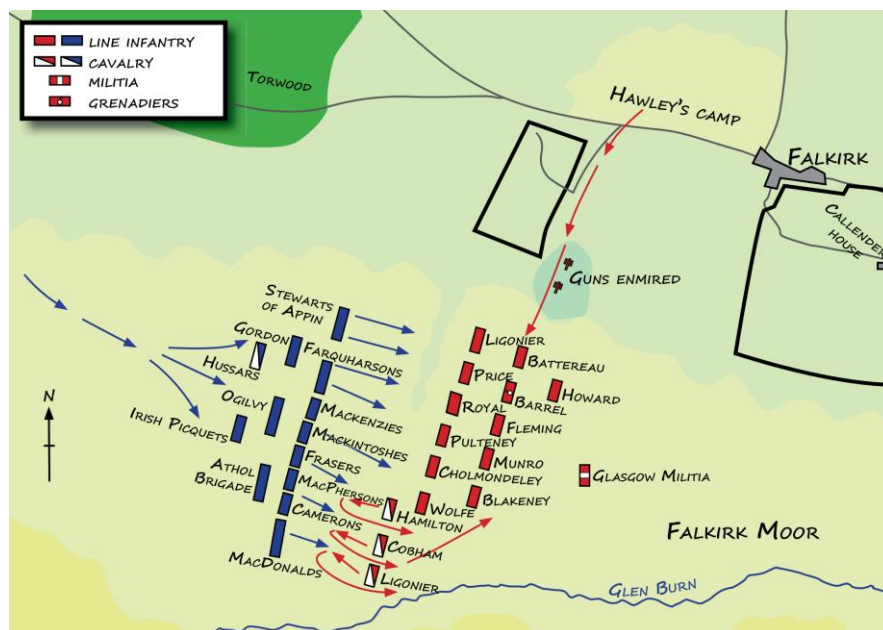 LINE INFANTRY
CAVALRY
MILITIA
GRENADIERS
TORWOOD
HAWLEY'S CAMP
FALKIRK
CALLENDER
HOUSE
GUNS ENMIRED
STEWARTS
OF APPIN
GORDON
HUSSARS
FARQUHARSONS
OGILVY
IRISH PICQUETS
MACKENZIES
MACKINTOSHES
FRASERS
ATHOL
BRIGADE
MACPHERSONS
CAMERONS
MACDONALDS
LIGONIER
BATTEREAU
PRICE
BARREL
HOWARD
ROYAL
FLEMING
PULTENEY
MUNRO
CHOLMONDELEY
GLASGOW MILITIA
BLAKENEY
WOLFE
HAMILTON
COBHAM
LIGONIER
FALKIRK MOOR
GLEN BURN
N